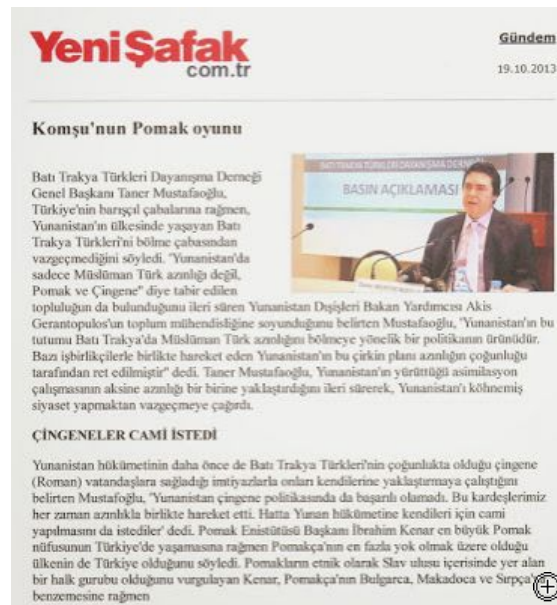 YeniŞafak
com.tr
Gündem
19.10.2013
Komşu'nun Pomak oyunu
BATI TRAKYA TÜRKLERİ DAYANIŞMA DERNEĞİ
BASIN AÇIKLAMASI
Batı Trakya Türkleri Dayanışma Derneği
Genel Başkanı Taner Mustafaoğlu,
Türkiye'nin barışçıl çabalarına rağmen,
Yunanistan'ın ülkesinde yaşayan Batı
Trakya Türkleri'ni bölme çabasından
vazgeçmediğini söyledi. "Yunanistan'da
sadece Müslüman Türk azınlığı değil,
Pomak ve Çingene" diye tabir edilen
topluluğun da bulunduğunu ileri süren Yunanistan Dışişleri Bakan Yardımcısı Akis
Gerantopulos'un toplum mühendisliğine soyunduğunu belirten Mustafaoğlu, "Yunanistan'ın bu
tutumu Batı Trakya'da Müslüman Türk azınlığını bölmeye yönelik bir politikanın ürünüdür.
Bazı işbirlikçilerle birlikte hareket eden Yunanistan'ın bu çirkin planı azınlığın çoğunluğu
tarafından ret edilmiştir" dedi. Taner Mustafaoğlu, Yunanistan'ın yürüttüğü asimilasyon
çalışmasının aksine azınlığı bir birine yaklaştırdığını ileri sürerek, Yunanistan'ı köhnemiş
siyaset yapmaktan vazgeçmeye çağırdı.
ÇİNGENELER CAMİ İSTEDİ
Yunanistan hükümetinin daha önce de Batı Trakya Türkleri'nin çoğunlukta olduğu çingene
(Roman) vatandaşlara sağladığı imtiyazlarla onları kendilerine yaklaştırmaya çalıştığını
belirten Mustafoğlu, "Yunanistan çingene politikasında da başarılı olamadı. Bu kardeşlerimiz
her zaman azınlıkla birlikte hareket etti. Hatta Yunan hükümetine kendileri için cami
yapılmasını da istediler' dedi. Pomak Enistütüsü Başkanı İbrahim Kenar en büyük Pomak
nüfusunun Türkiye'de yaşamasına rağmen Pomakça'nın en fazla yok olmak üzere olduğu
ülkenin de Türkiye olduğunu söyledi. Pomakların etnik olarak Slav ulusu içerisinde yer alan
bir halk gurubu olduğunu vurgulayan Kenar, Pomakça'nın Bulgarca, Makadoca ve Sırpça'ya
benzemesine rağmen